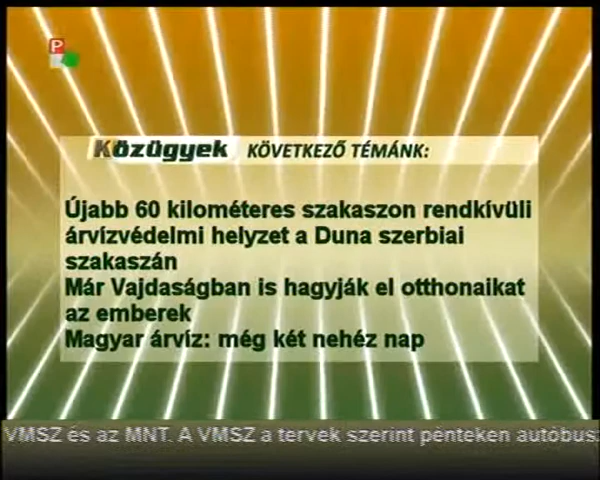 P
Közügyek KÖVETKEZŐ TÉMÁNK:
Újabb 60 kilométeres szakaszon rendkívüli
árvízvédelmi helyzet a Duna szerbiai
szakaszán
Már Vajdaságban is hagyják el otthonaikat
az emberek
Magyar árvíz: még két nehéz nap
VMSZ és az MNT. A VMSZ a tervek szerint pénteken autóbusz